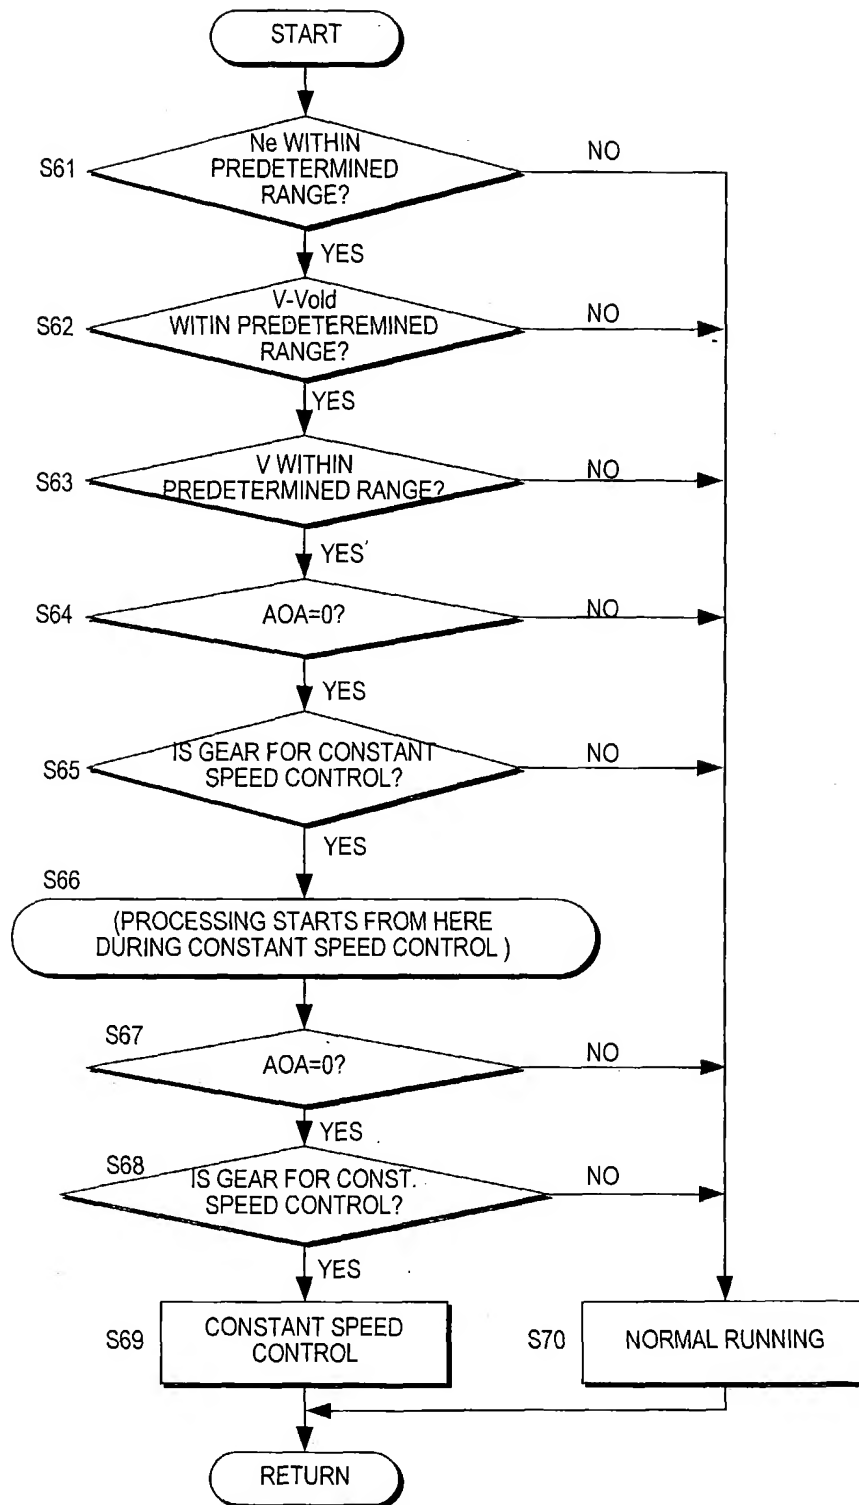 START
S61
Ne WITHIN
PREDETERMINED
RANGE?
NO
YES
S62
V-Vold
WITIN PREDETEREMINED
RANGE?
NO
YES
S63
V WITHIN
PREDETERMINED RANGE?
NO
YES
S64
AOA=0?
NO
YES
S65
IS GEAR FOR CONSTANT
SPEED CONTROL?
NO
YES
S66
(PROCESSING STARTS FROM HERE
DURING CONSTANT SPEED CONTROL )
S67
AOA=0?
NO
YES
S68
IS GEAR FOR CONST.
SPEED CONTROL?
NO
YES
S69
CONSTANT SPEED
CONTROL
S70
NORMAL RUNNING
RETURN